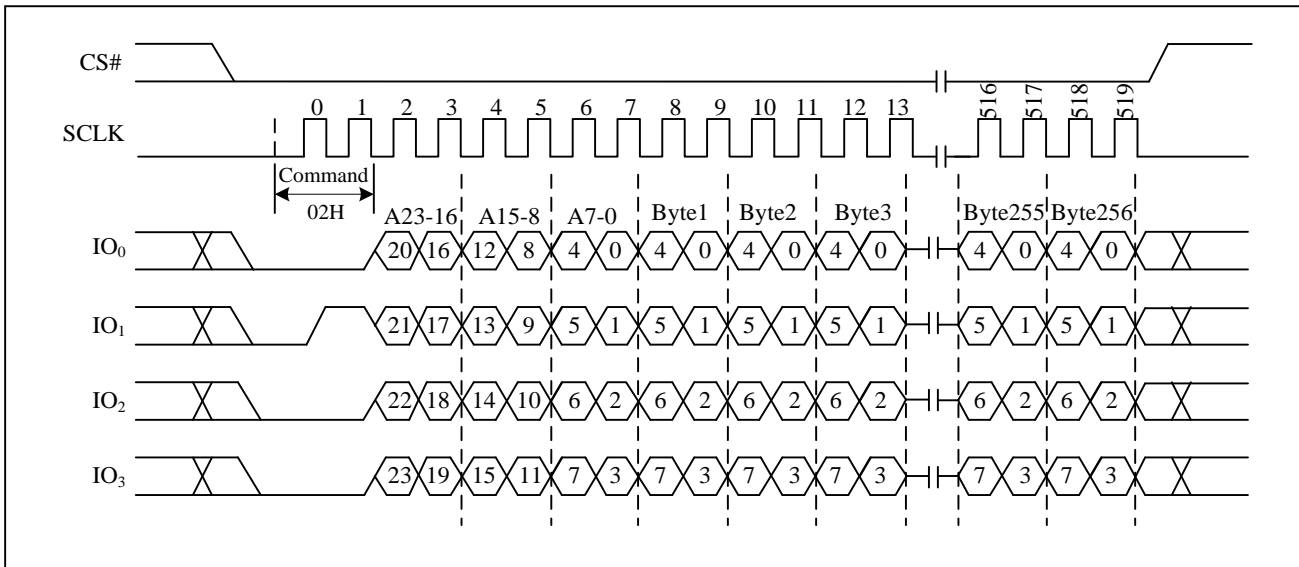 CS#
0 1 2 3 4 5 6 7 8 9 10 11 12 13 516 517 518 519
SCLK
Command
02H
A23-16 A15-8 A7-0 Byte1 Byte2 Byte3 Byte255 Byte256
IO0 20 16 12 8 4 0 4 0 4 0 4 0 4 0 4 0
IO1 21 17 13 9 5 1 5 1 5 1 5 1 5 1 5 1
IO2 22 18 14 10 6 2 6 2 6 2 6 2 6 2 6 2
IO3 23 19 15 11 7 3 7 3 7 3 7 3 7 3 7 3